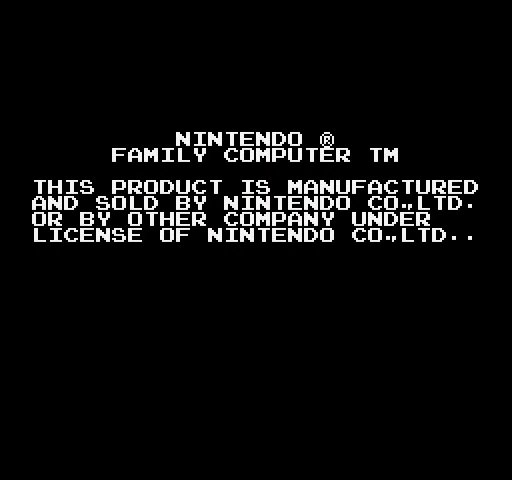 NINTENDO ®
FAMILY COMPUTER TM
THIS PRODUCT IS MANUFACTURED
AND SOLD BY NINTENDO CO.,LTD.
OR BY OTHER COMPANY UNDER
LICENSE OF NINTENDO CO.,LTD..